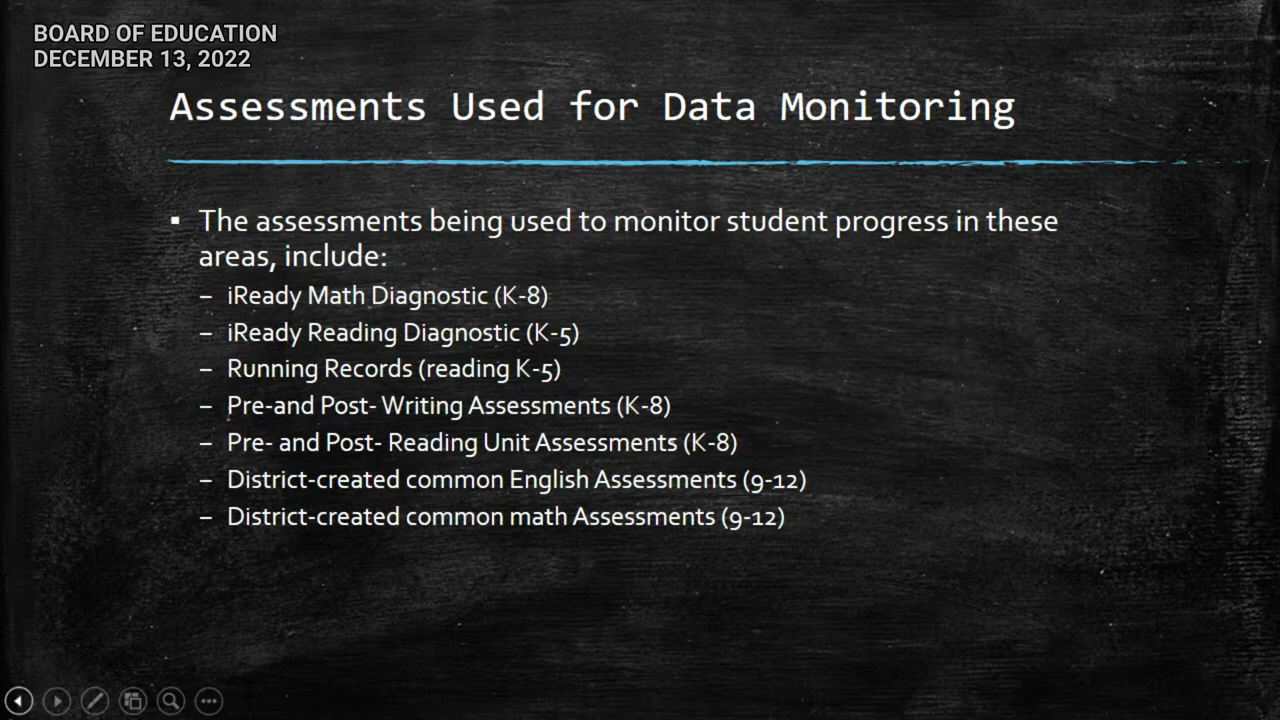 BOARD OF EDUCATION
DECEMBER 13, 2022
Assessments Used for Data Monitoring
▪ The assessments being used to monitor student progress in these
areas, include:
– iReady Math Diagnostic (K-8)
– iReady Reading Diagnostic (K-5)
– Running Records (reading K-5)
– Pre-and Post- Writing Assessments (K-8)
– Pre- and Post- Reading Unit Assessments (K-8)
– District-created common English Assessments (9-12)
– District-created common math Assessments (9-12)